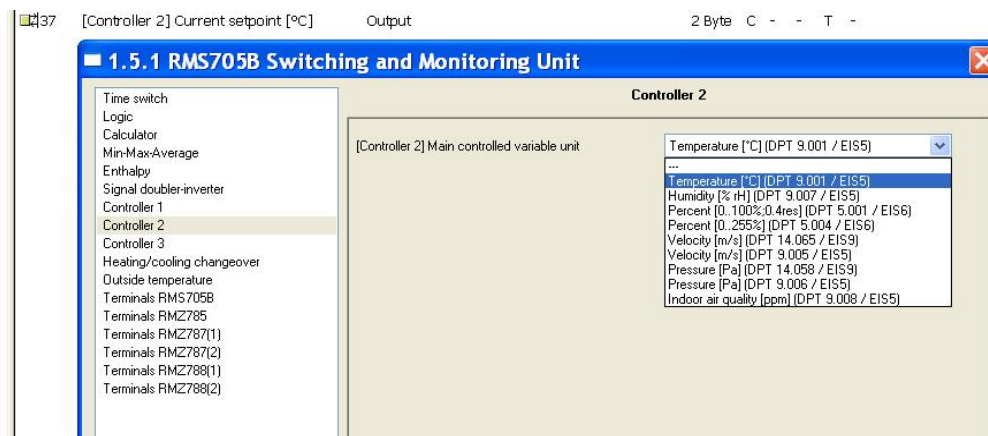 37 [Controller 2] Current setpoint [ºC] Output 2 Byte C - - T -
1.5.1 RMS705B Switching and Monitoring Unit
Time switch
Logic
Calculator
Min-Max-Average
Enthalpy
Signal doubler-inverter
Controller 1
Controller 2
Controller 3
Heating/cooling changeover
Outside temperature
Terminals RMS705B
Terminals RMZ785
Terminals RMZ787(1)
Terminals RMZ787(2)
Terminals RMZ788(1)
Terminals RMZ788(2)
Controller 2
[Controller 2] Main controlled variable unit
Temperature [°C] (DPT 9.001 / EIS5)
---
Temperature [°C] (DPT 9.001 / EIS5)
Humidity [% rH] (DPT 9.007 / EIS5)
Percent [0..100%;0.4res] (DPT 5.001 / EIS6)
Percent [0..255%] (DPT 5.004 / EIS6)
Velocity [m/s] (DPT 14.065 / EIS9)
Velocity [m/s] (DPT 9.005 / EIS5)
Pressure [Pa] (DPT 14.058 / EIS9)
Pressure [Pa] (DPT 9.006 / EIS5)
Indoor air quality [ppm] (DPT 9.008 / EIS5)